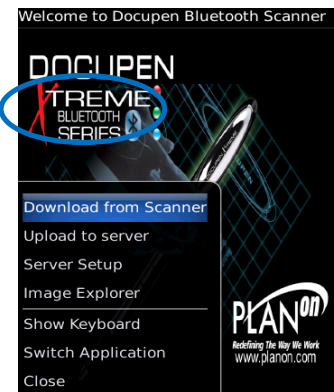 Welcome to Docupen Bluetooth Scanner
DOCUPEN
XTREME
BLUETOOTH
SERIES
Download from Scanner
Upload to server
Server Setup
Image Explorer
Show Keyboard
Switch Application
Close
PLANon
Redefining The Way We Work
www.planon.com